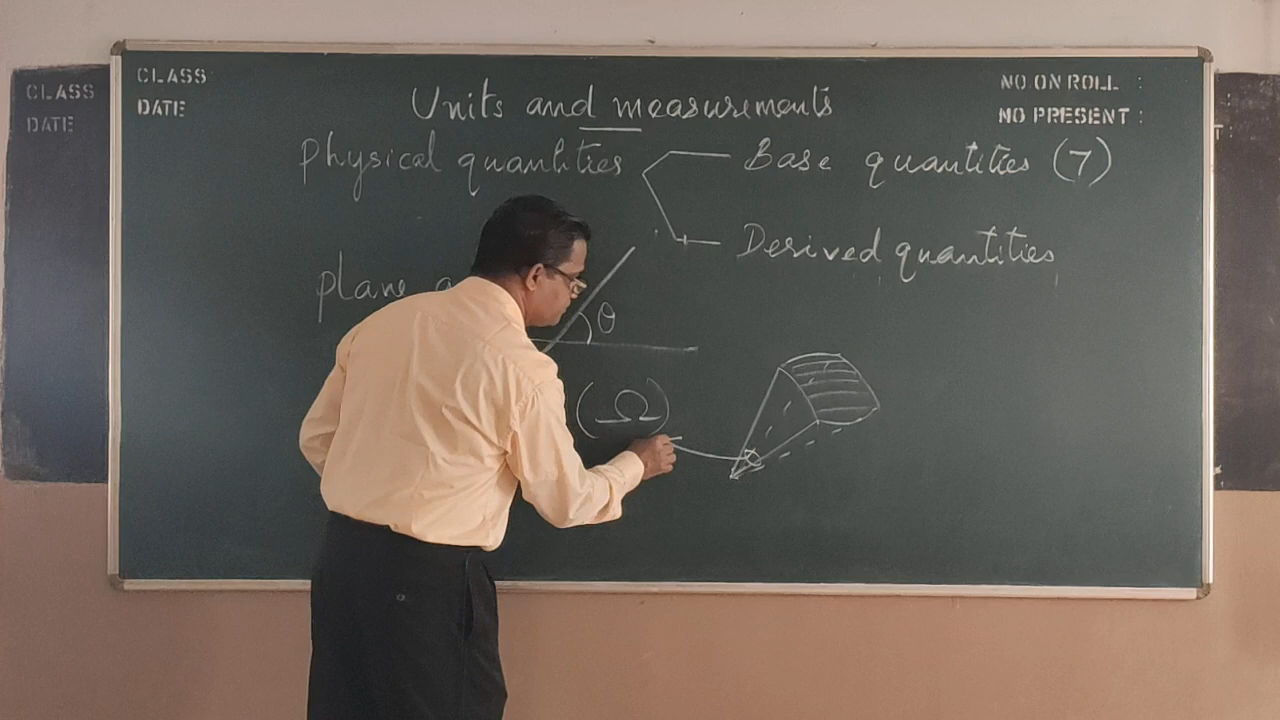 CLASS
DATE
CLASS
DATE
Units and measurements
NO ON ROLL :
NO PRESENT :
Physical quantities
Base quantities (7)
Derived quantities
plane
θ
(Ω)